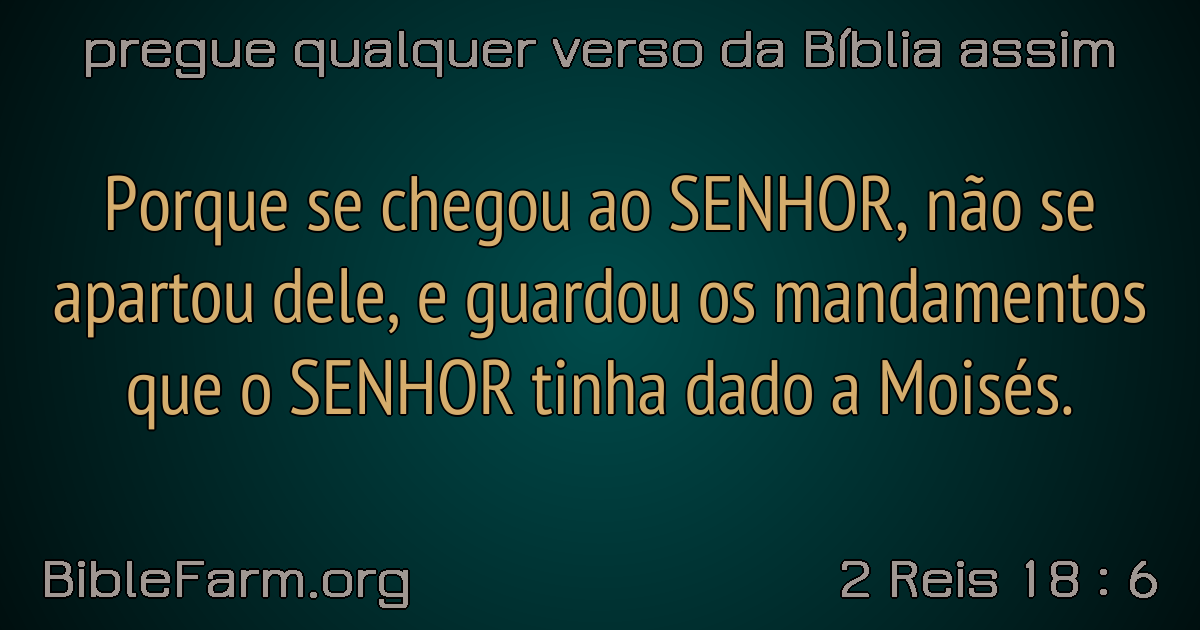 pregue qualquer verso da Bíblia assim
Porque se chegou ao SENHOR, não se
apartou dele, e guardou os mandamentos
que o SENHOR tinha dado a Moisés.
BibleFarm.org
2 Reis 18 : 6